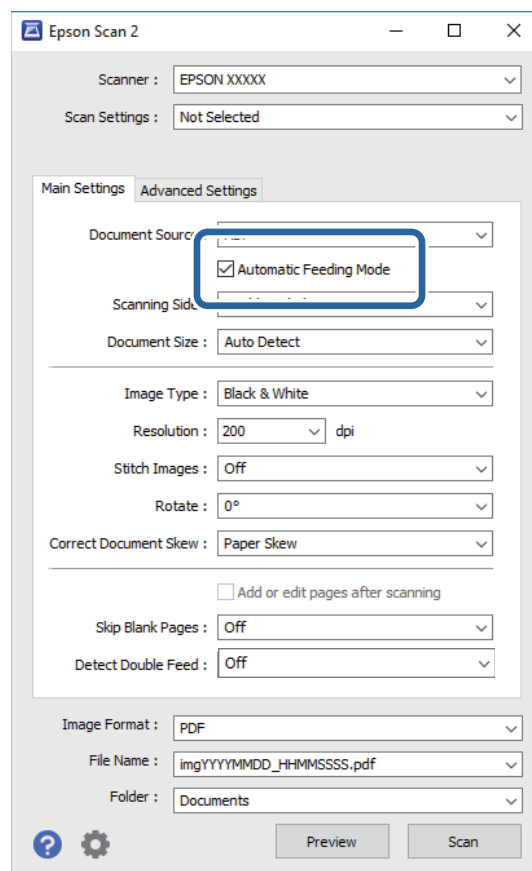 Epson Scan 2
Scanner : EPSON XXXXX
Scan Settings : Not Selected
Main Settings Advanced Settings
Document
Automatic Feeding Mode
Scanning
Document Size : Auto Detect
Image Type : Black & White
Resolution : 200 dpi
Stitch Images : Off
Rotate : 0°
Correct Document Skew : Paper Skew
Add or edit pages after scanning
Skip Blank Pages : Off
Detect Double Feed : Off
Image Format : PDF
File Name : imgYYYYMMDD_HHMMSSSS.pdf
Folder : Documents
? Preview Scan